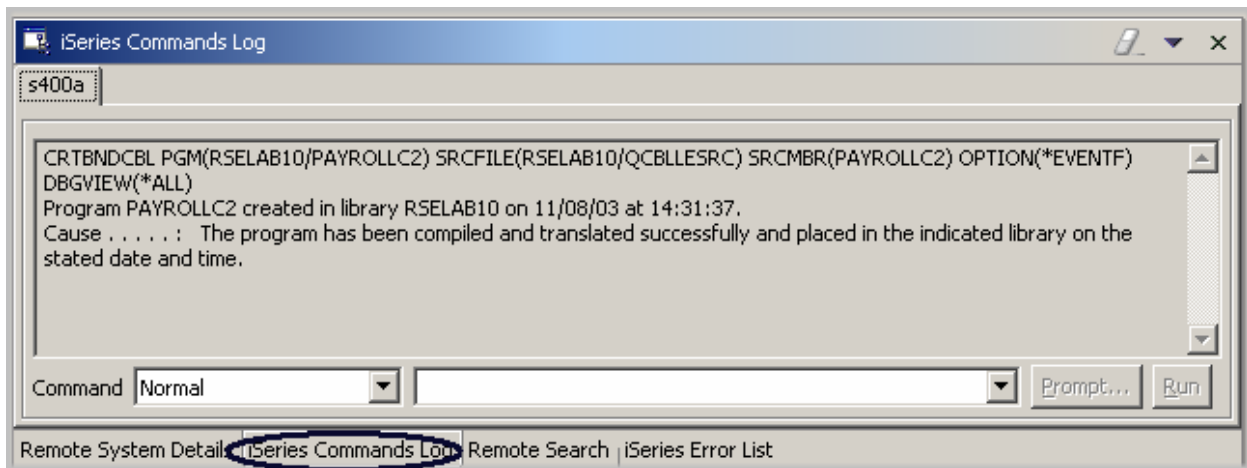 iSeries Commands Log
s400a
CRTBNDCBL PGM(RSELAB10/PAYROLLC2) SRCFILE(RSELAB10/QCBLLESRC) SRCMBR(PAYROLLC2) OPTION(*EVENTF)
DBGVIEW(*ALL)
Program PAYROLLC2 created in library RSELAB10 on 11/08/03 at 14:31:37.
Cause . . . . . :   The program has been compiled and translated successfully and placed in the indicated library on the
stated date and time.
Command Normal Prompt... Run
Remote System Details iSeries Commands Log Remote Search iSeries Error List